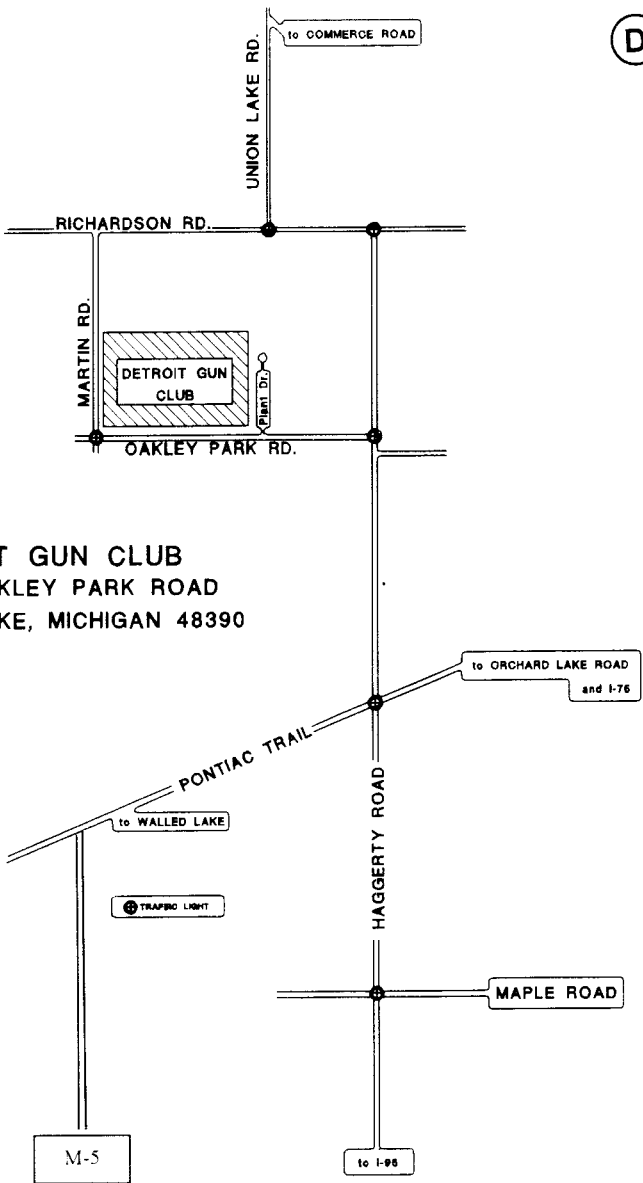 to COMMERCE ROAD
D
UNION LAKE RD.
RICHARDSON RD.
MARTIN RD.
DETROIT GUN
CLUB
Plant Dr.
OAKLEY PARK RD.
T GUN CLUB
KLEY PARK ROAD
KE, MICHIGAN 48390
to ORCHARD LAKE ROAD
and I-76
PONTIAC TRAIL
to WALLED LAKE
HAGGERTY ROAD
TRAFFIC LIGHT
MAPLE ROAD
M-5
to I-96